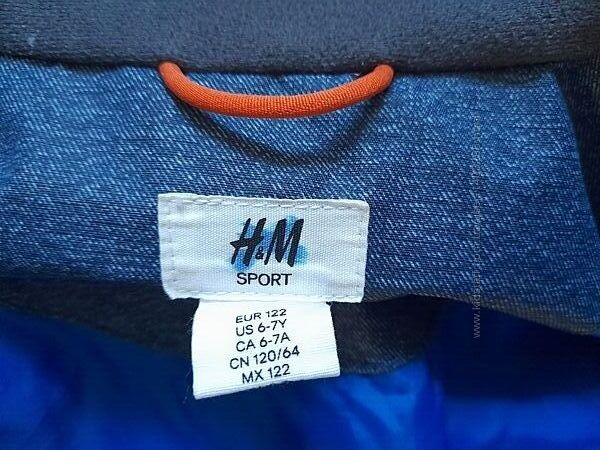 H&M
SPORT
EUR 122
US 6-7Y
CA 6-7A
CN 120/64
MX 122